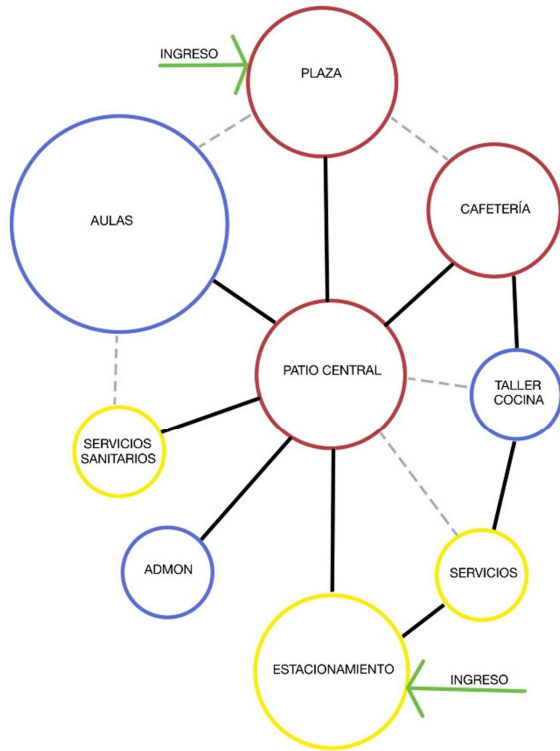 INGRESO
PLAZA
AULAS
CAFETERÍA
PATIO CENTRAL
TALLER
COCINA
SERVICIOS
SANITARIOS
ADMON
SERVICIOS
ESTACIONAMIENTO
INGRESO